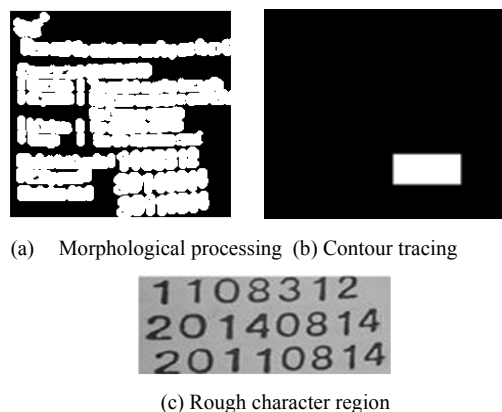 (a) Morphological processing (b) Contour tracing
1108312
20140814
20110814
(c) Rough character region